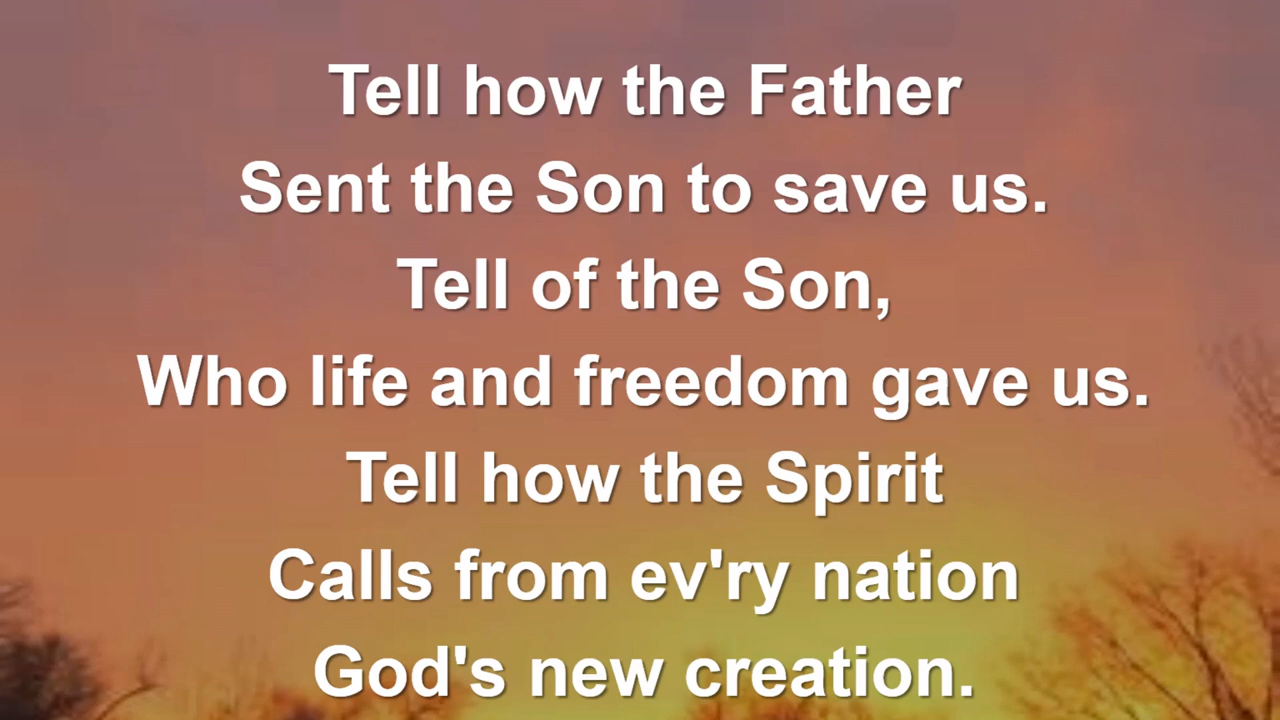 Tell how the Father
Sent the Son to save us.
Tell of the Son,
Who life and freedom gave us.
Tell how the Spirit
Calls from ev'ry nation
God's new creation.